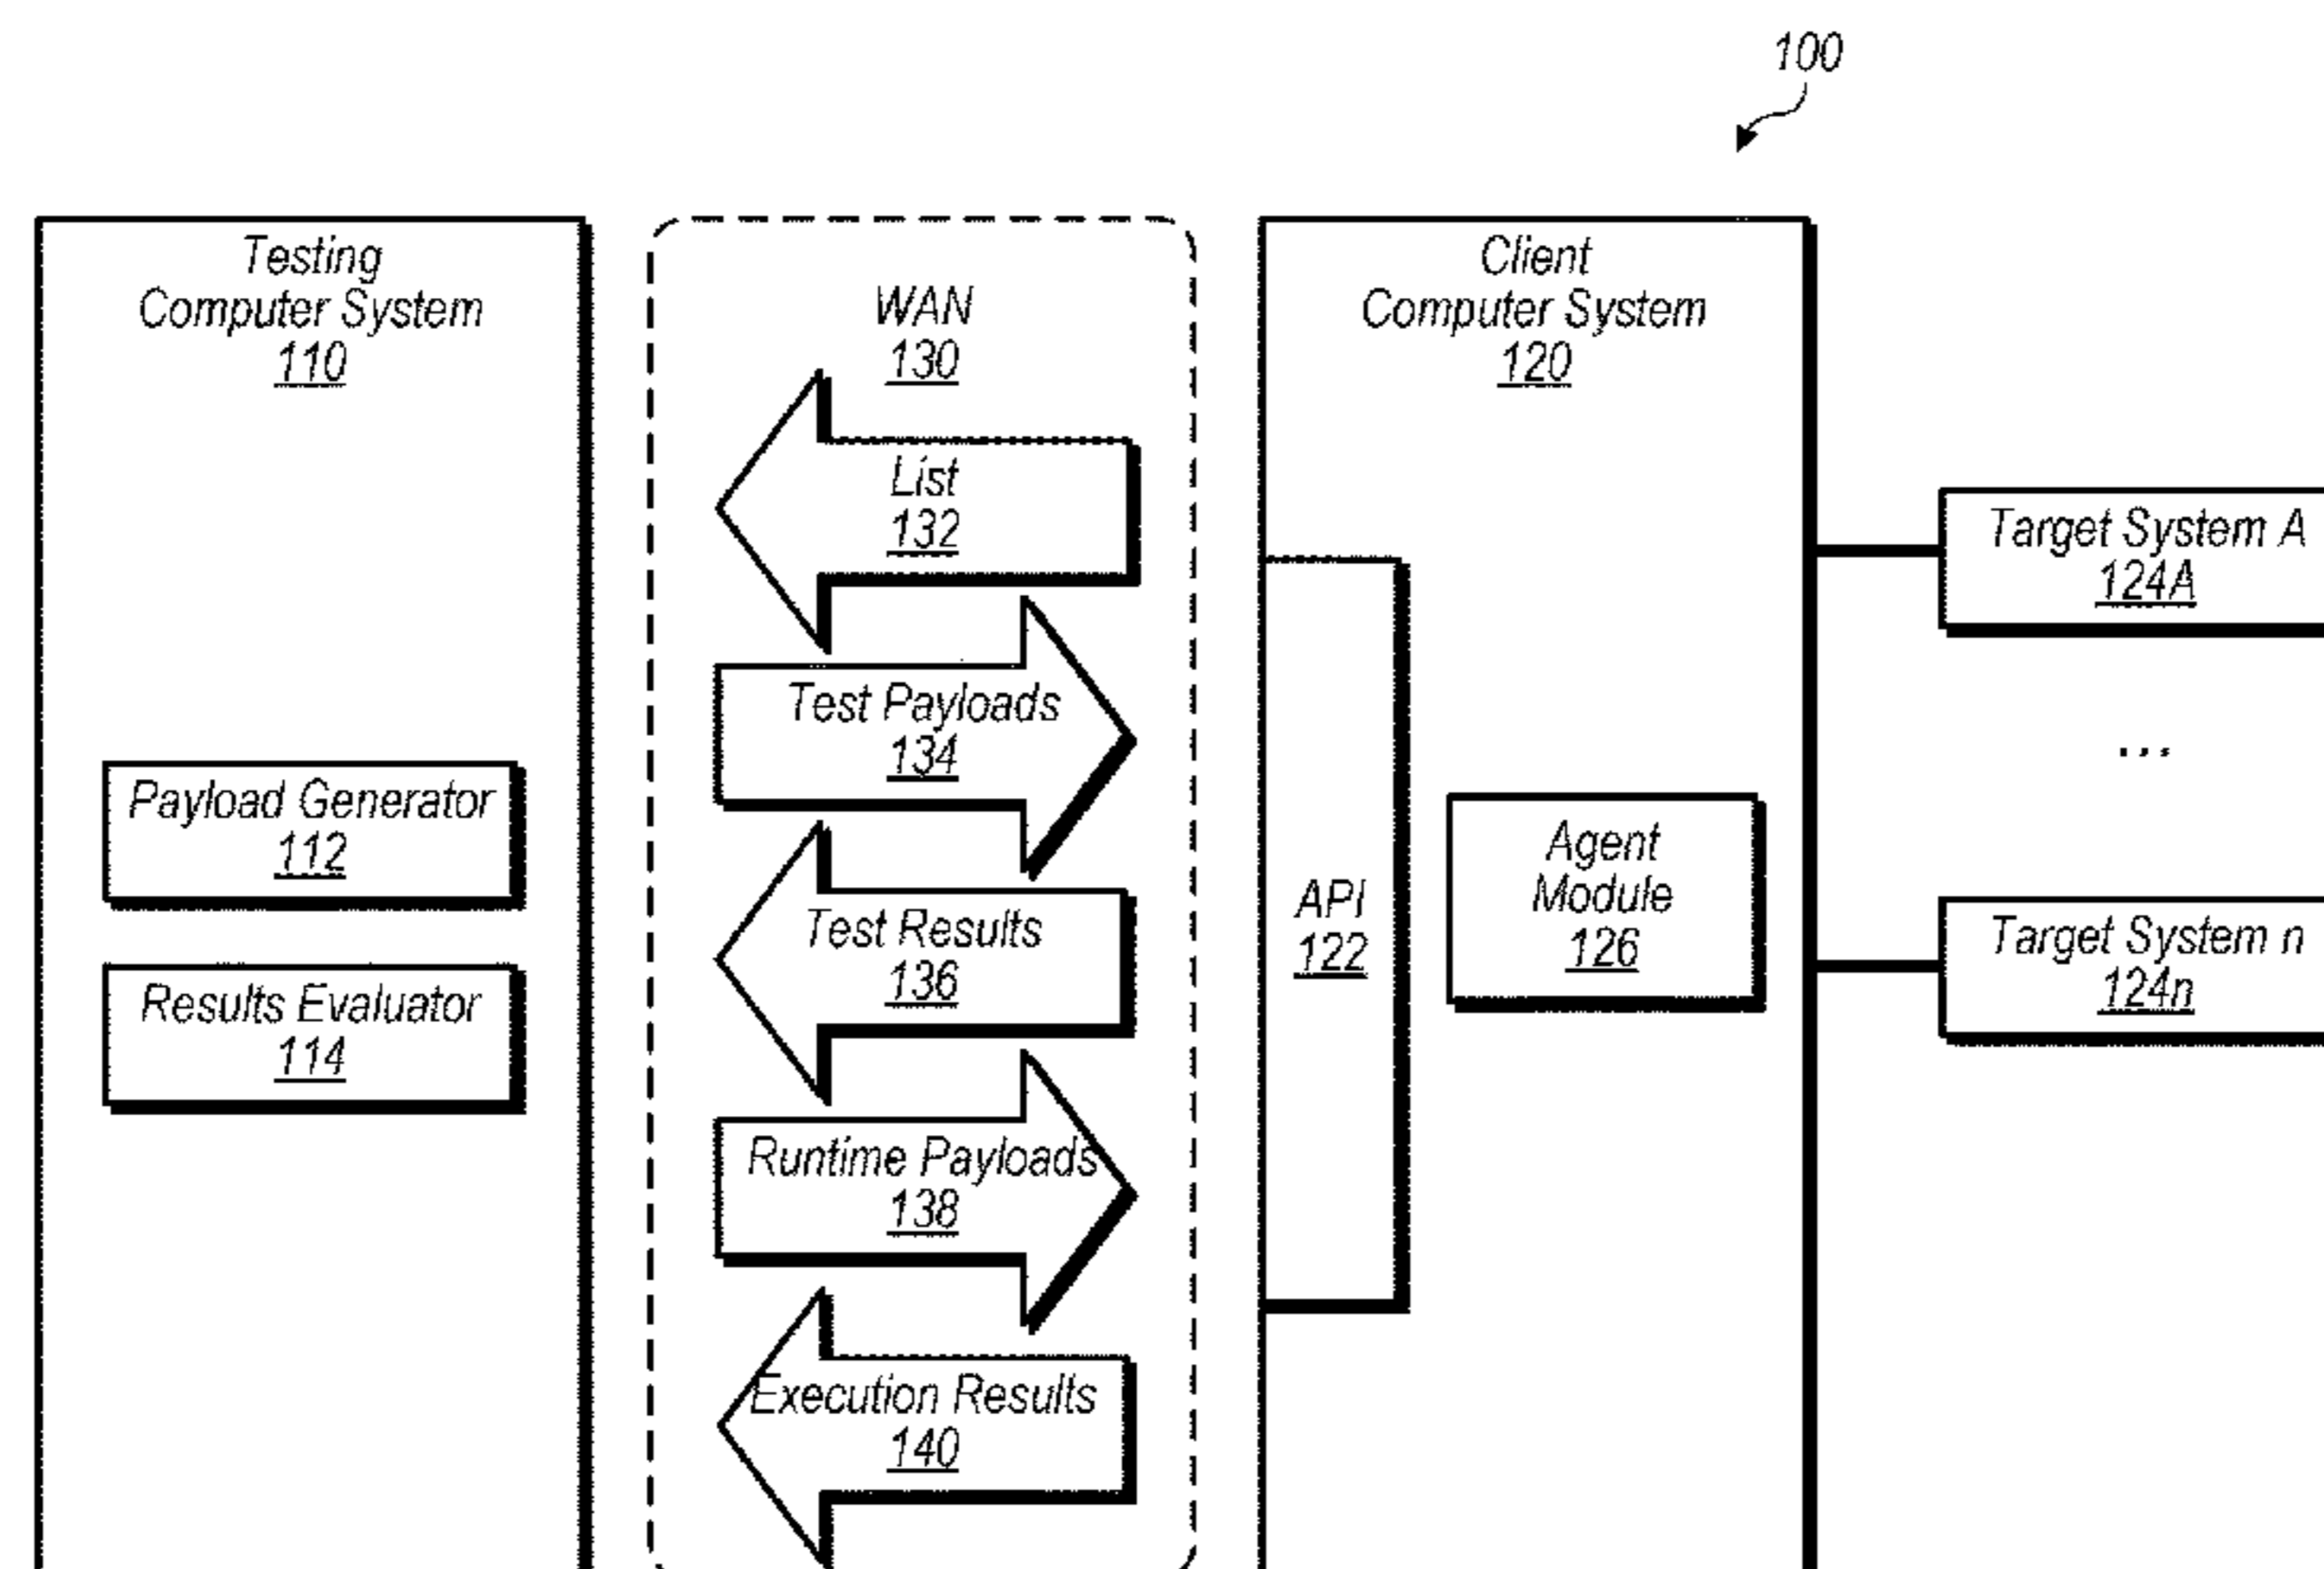 100
Testing
Computer System
110
Payload Generator
112
Results Evaluator
114
WAN
130
List
132
Test Payloads
134
Test Results
136
Runtime Payloads
138
Execution Results
140
Client
Computer System
120
API
122
Agent
Module
126
Target System A
124A
...
Target System n
124n